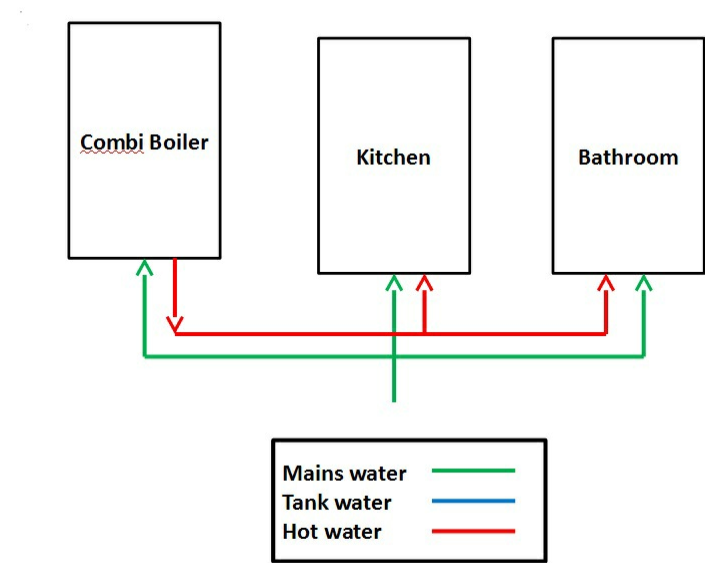 Combi Boiler
Kitchen
Bathroom
Mains water
Tank water
Hot water